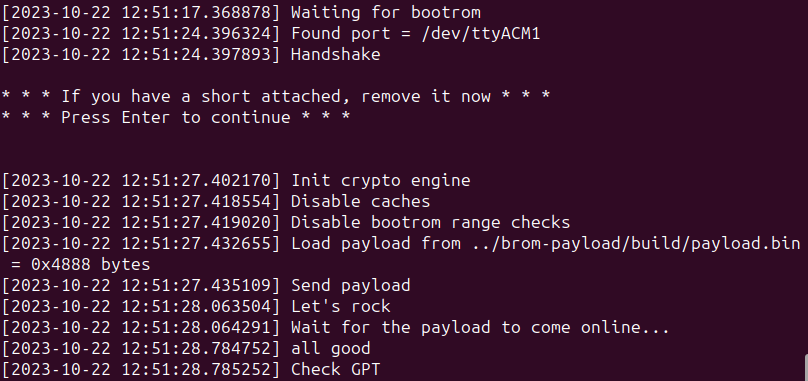 [2023-10-22 12:51:17.368878] Waiting for bootrom
[2023-10-22 12:51:24.396324] Found port = /dev/ttyACM1
[2023-10-22 12:51:24.397893] Handshake
* * * If you have a short attached, remove it now * * *
* * * Press Enter to continue * * *
[2023-10-22 12:51:27.402170] Init crypto engine
[2023-10-22 12:51:27.418554] Disable caches
[2023-10-22 12:51:27.419020] Disable bootrom range checks
[2023-10-22 12:51:27.432655] Load payload from ../brom-payload/build/payload.bin
= 0x4888 bytes
[2023-10-22 12:51:27.435109] Send payload
[2023-10-22 12:51:28.063504] Let's rock
[2023-10-22 12:51:28.064291] Wait for the payload to come online...
[2023-10-22 12:51:28.784752] all good
[2023-10-22 12:51:28.785252] Check GPT